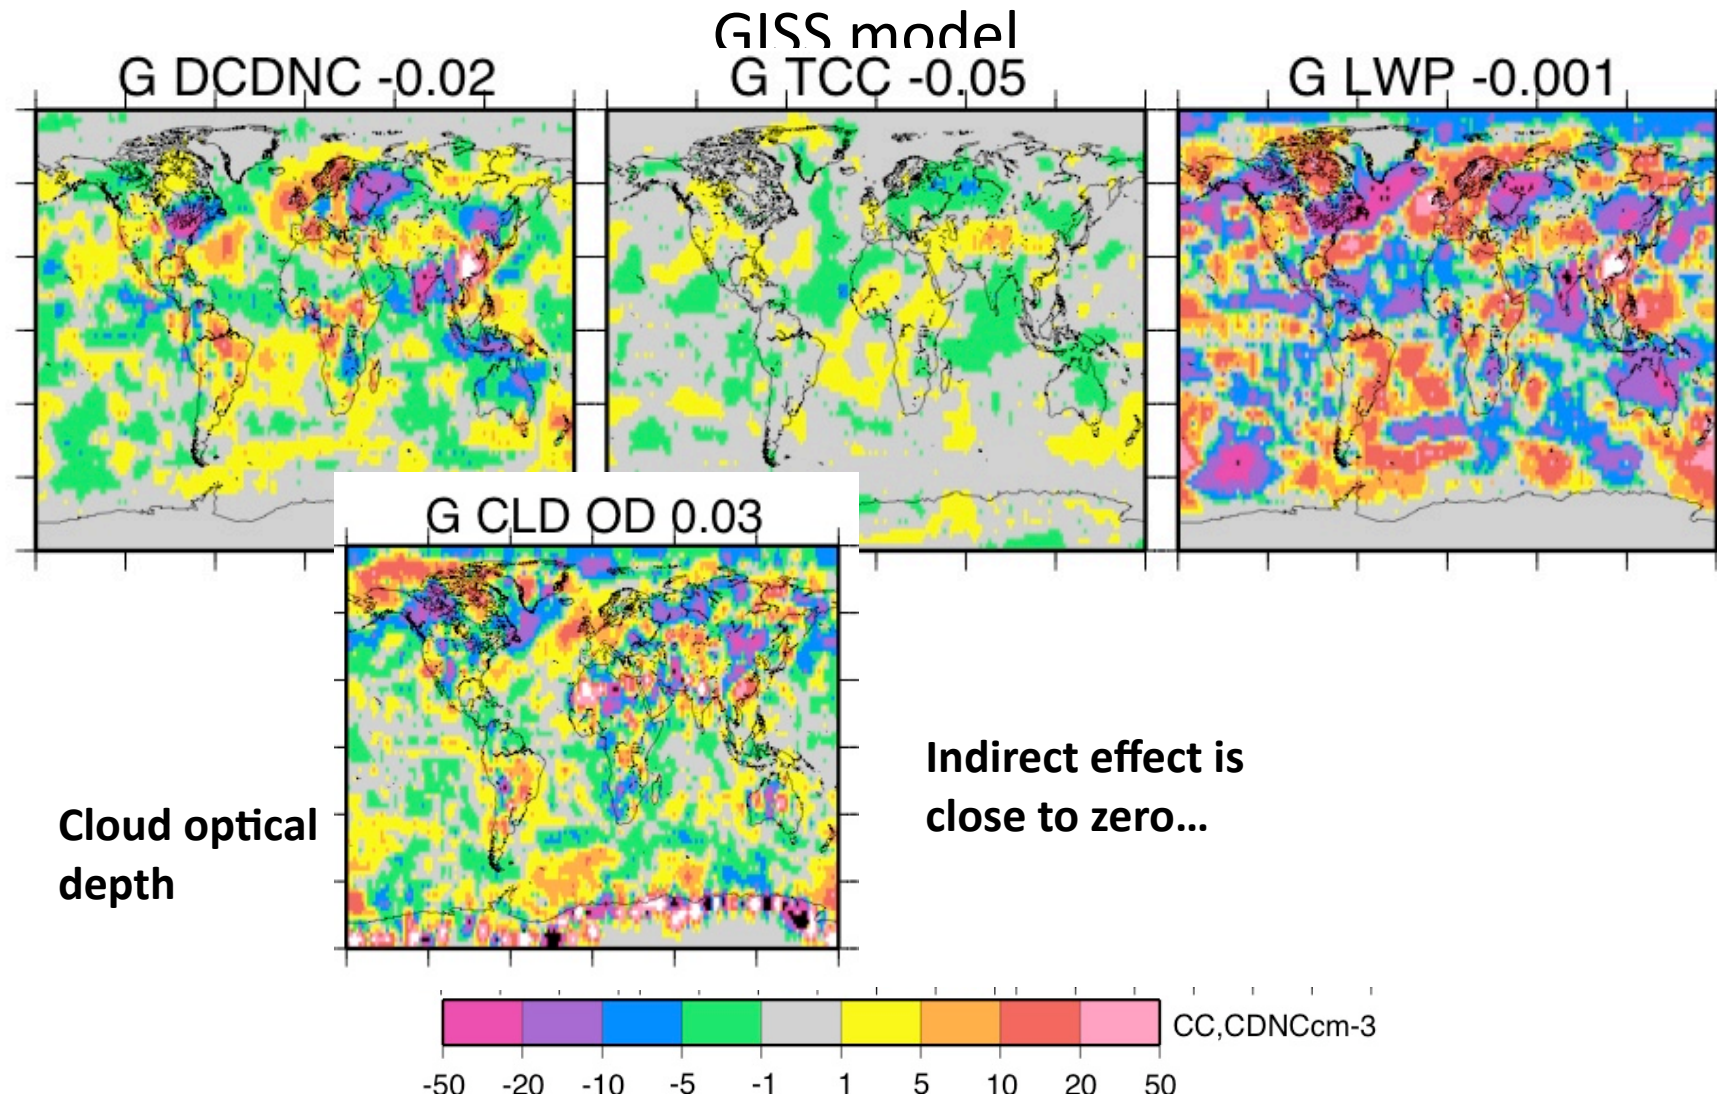 GISS model
G DCDNC -0.02
G TCC -0.05
G LWP -0.001
G CLD OD 0.03
Cloud optical
depth
Indirect effect is
close to zero...
CC,CDNCcm-3
-50 -20 -10 -5 -1 1 5 10 20 50